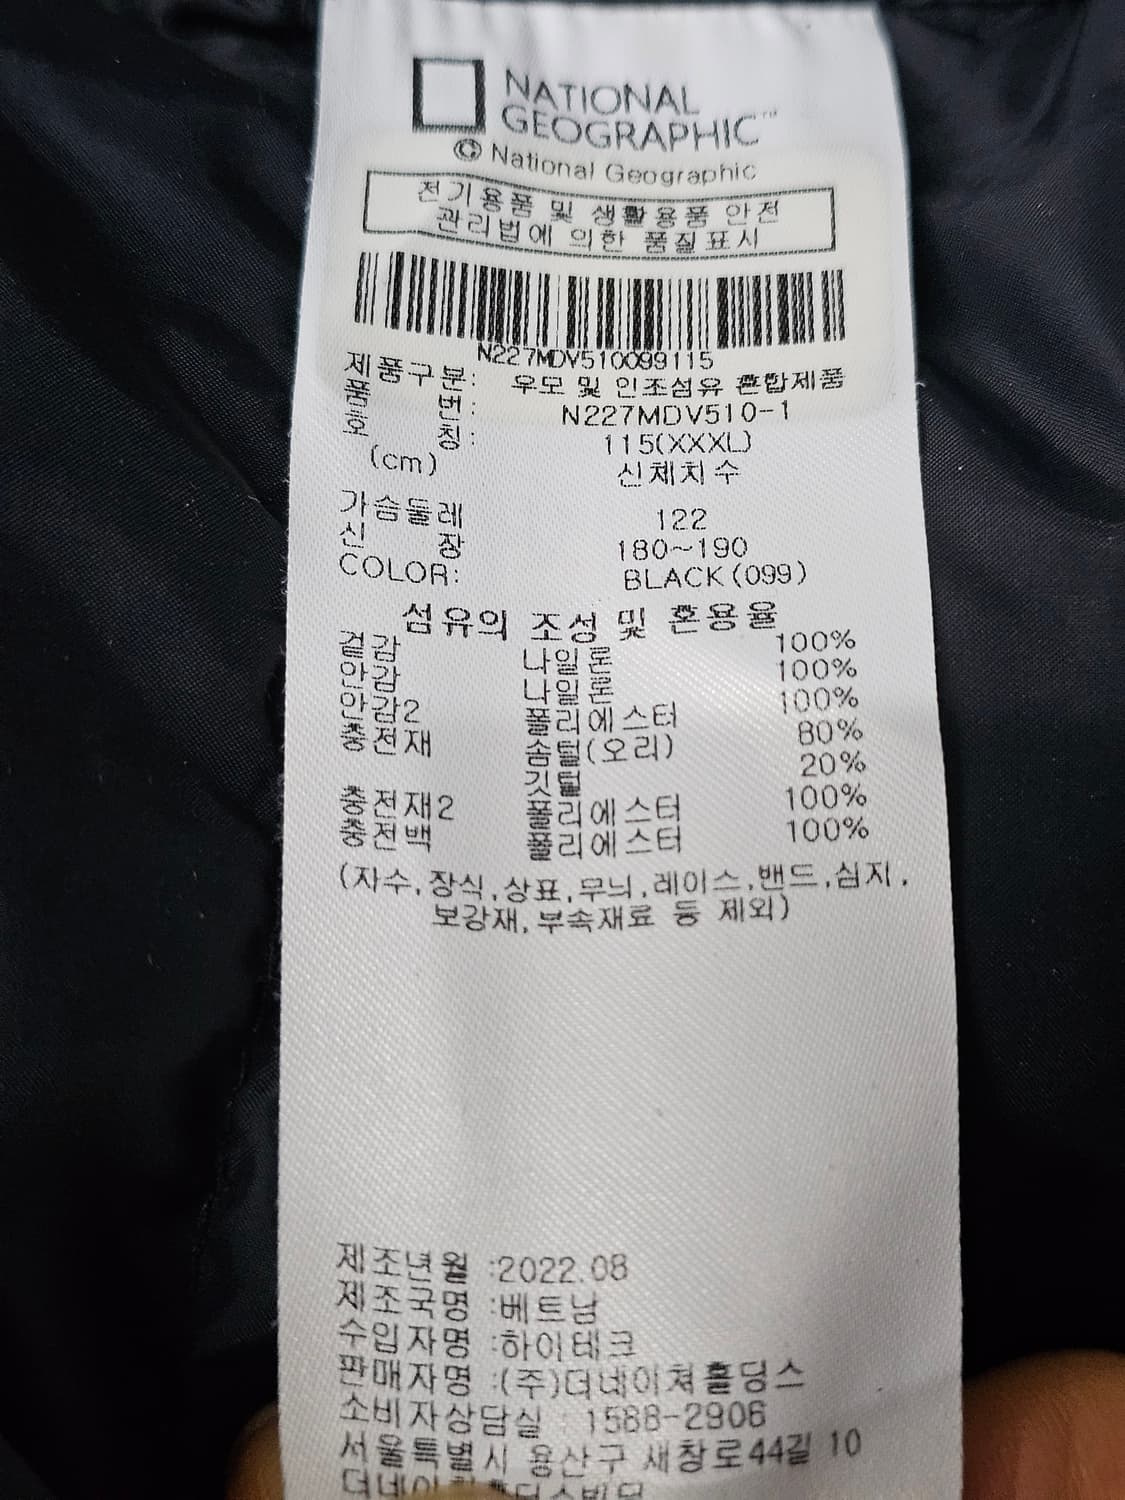 NATIONAL
GEOGRAPHIC™
© National Geographic
전기용품 및 생활용품 안전
관리법에 의한 품질표시
N227MDV510099115
제품구분: 우모 및 인조섬유 혼합제품
품 번: N227MDV510-1
호 칭: 115(XXXL)
(cm) 신체치수
가슴둘레 122
신 장 180~190
COLOR: BLACK(099)
섬유의 조성 및 혼용율
겉감 나일론 100%
안감 나일론 100%
안감2 폴리에스터 100%
충전재 솜털(오리) 80%
깃털 20%
충전재2 폴리에스터 100%
충전백 폴리에스터 100%
(자수,장식,상표,무늬,레이스,밴드,심지,
보강재,부속재료 등 제외)
제조년월 :2022.08
제조국명 :베트남
수입자명 :하이테크
판매자명 :(주)더네이쳐홀딩스
소비자상담실 : 1588-2906
서울특별시 용산구 새창로44길 10